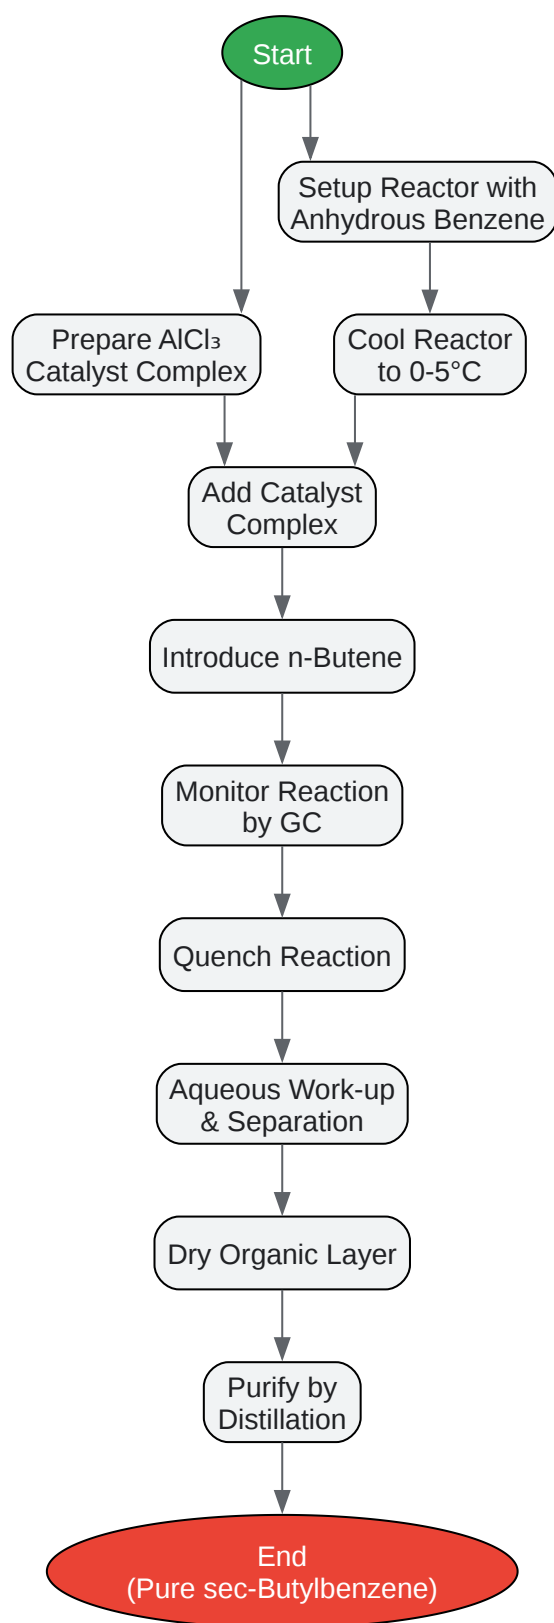 Start
Setup Reactor with
Anhydrous Benzene
Prepare AlCl₃
Catalyst Complex
Cool Reactor
to 0-5°C
Add Catalyst
Complex
Introduce n-Butene
Monitor Reaction
by GC
Quench Reaction
Aqueous Work-up
& Separation
Dry Organic Layer
Purify by
Distillation
End
(Pure sec-Butylbenzene)